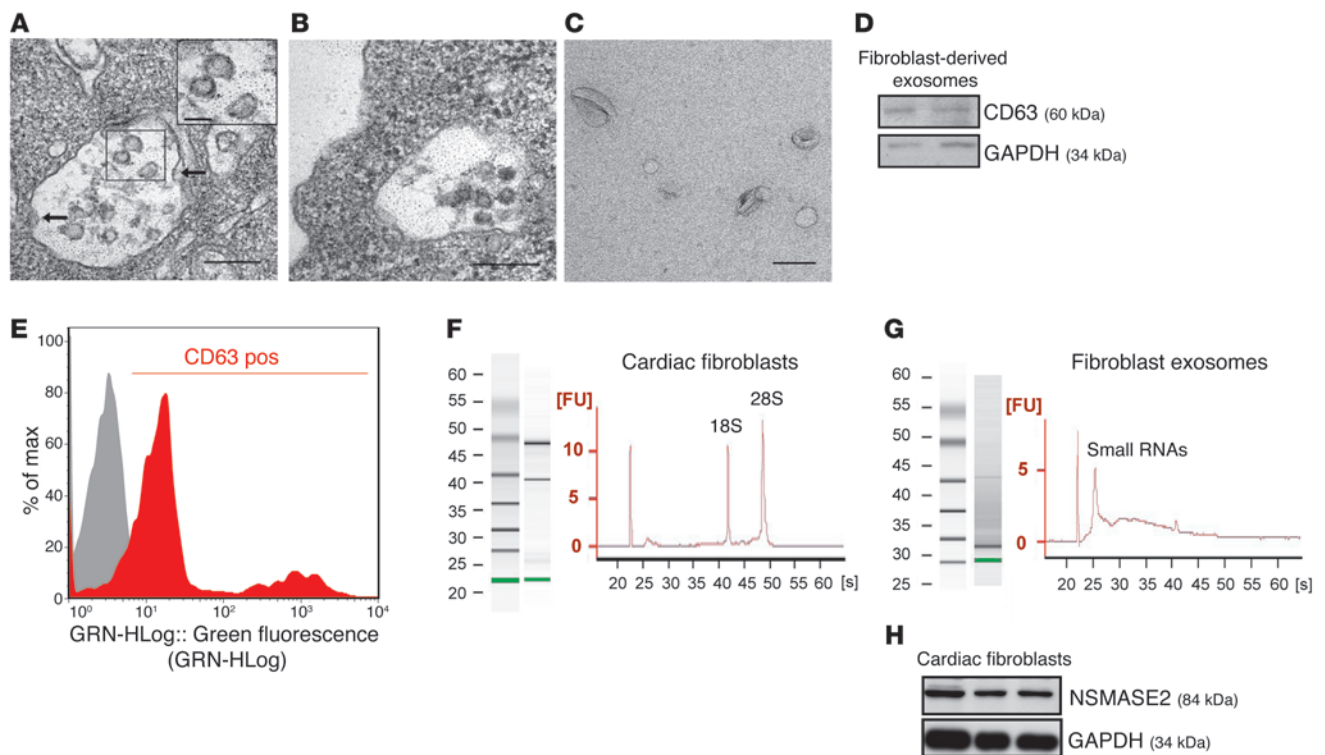 A
B
C
D
Fibroblast-derived
exosomes
CD63 (60 kDa)
GAPDH (34 kDa)
E
100
80
60
40
20
0
% of max
CD63 pos
10⁰ 10¹ 10² 10³ 10⁴
GRN-HLog:: Green fluorescence
(GRN-HLog)
F
60
55
50
45
40
35
30
25
20
Cardiac fibroblasts
[FU]
10
5
0
18S
28S
20 25 30 35 40 45 50 55 60 [s]
G
60
55
50
45
40
35
30
25
Fibroblast exosomes
[FU]
5
0
Small RNAs
20 25 30 35 40 45 50 55 60 [s]
H
Cardiac fibroblasts
NSMASE2 (84 kDa)
GAPDH (34 kDa)